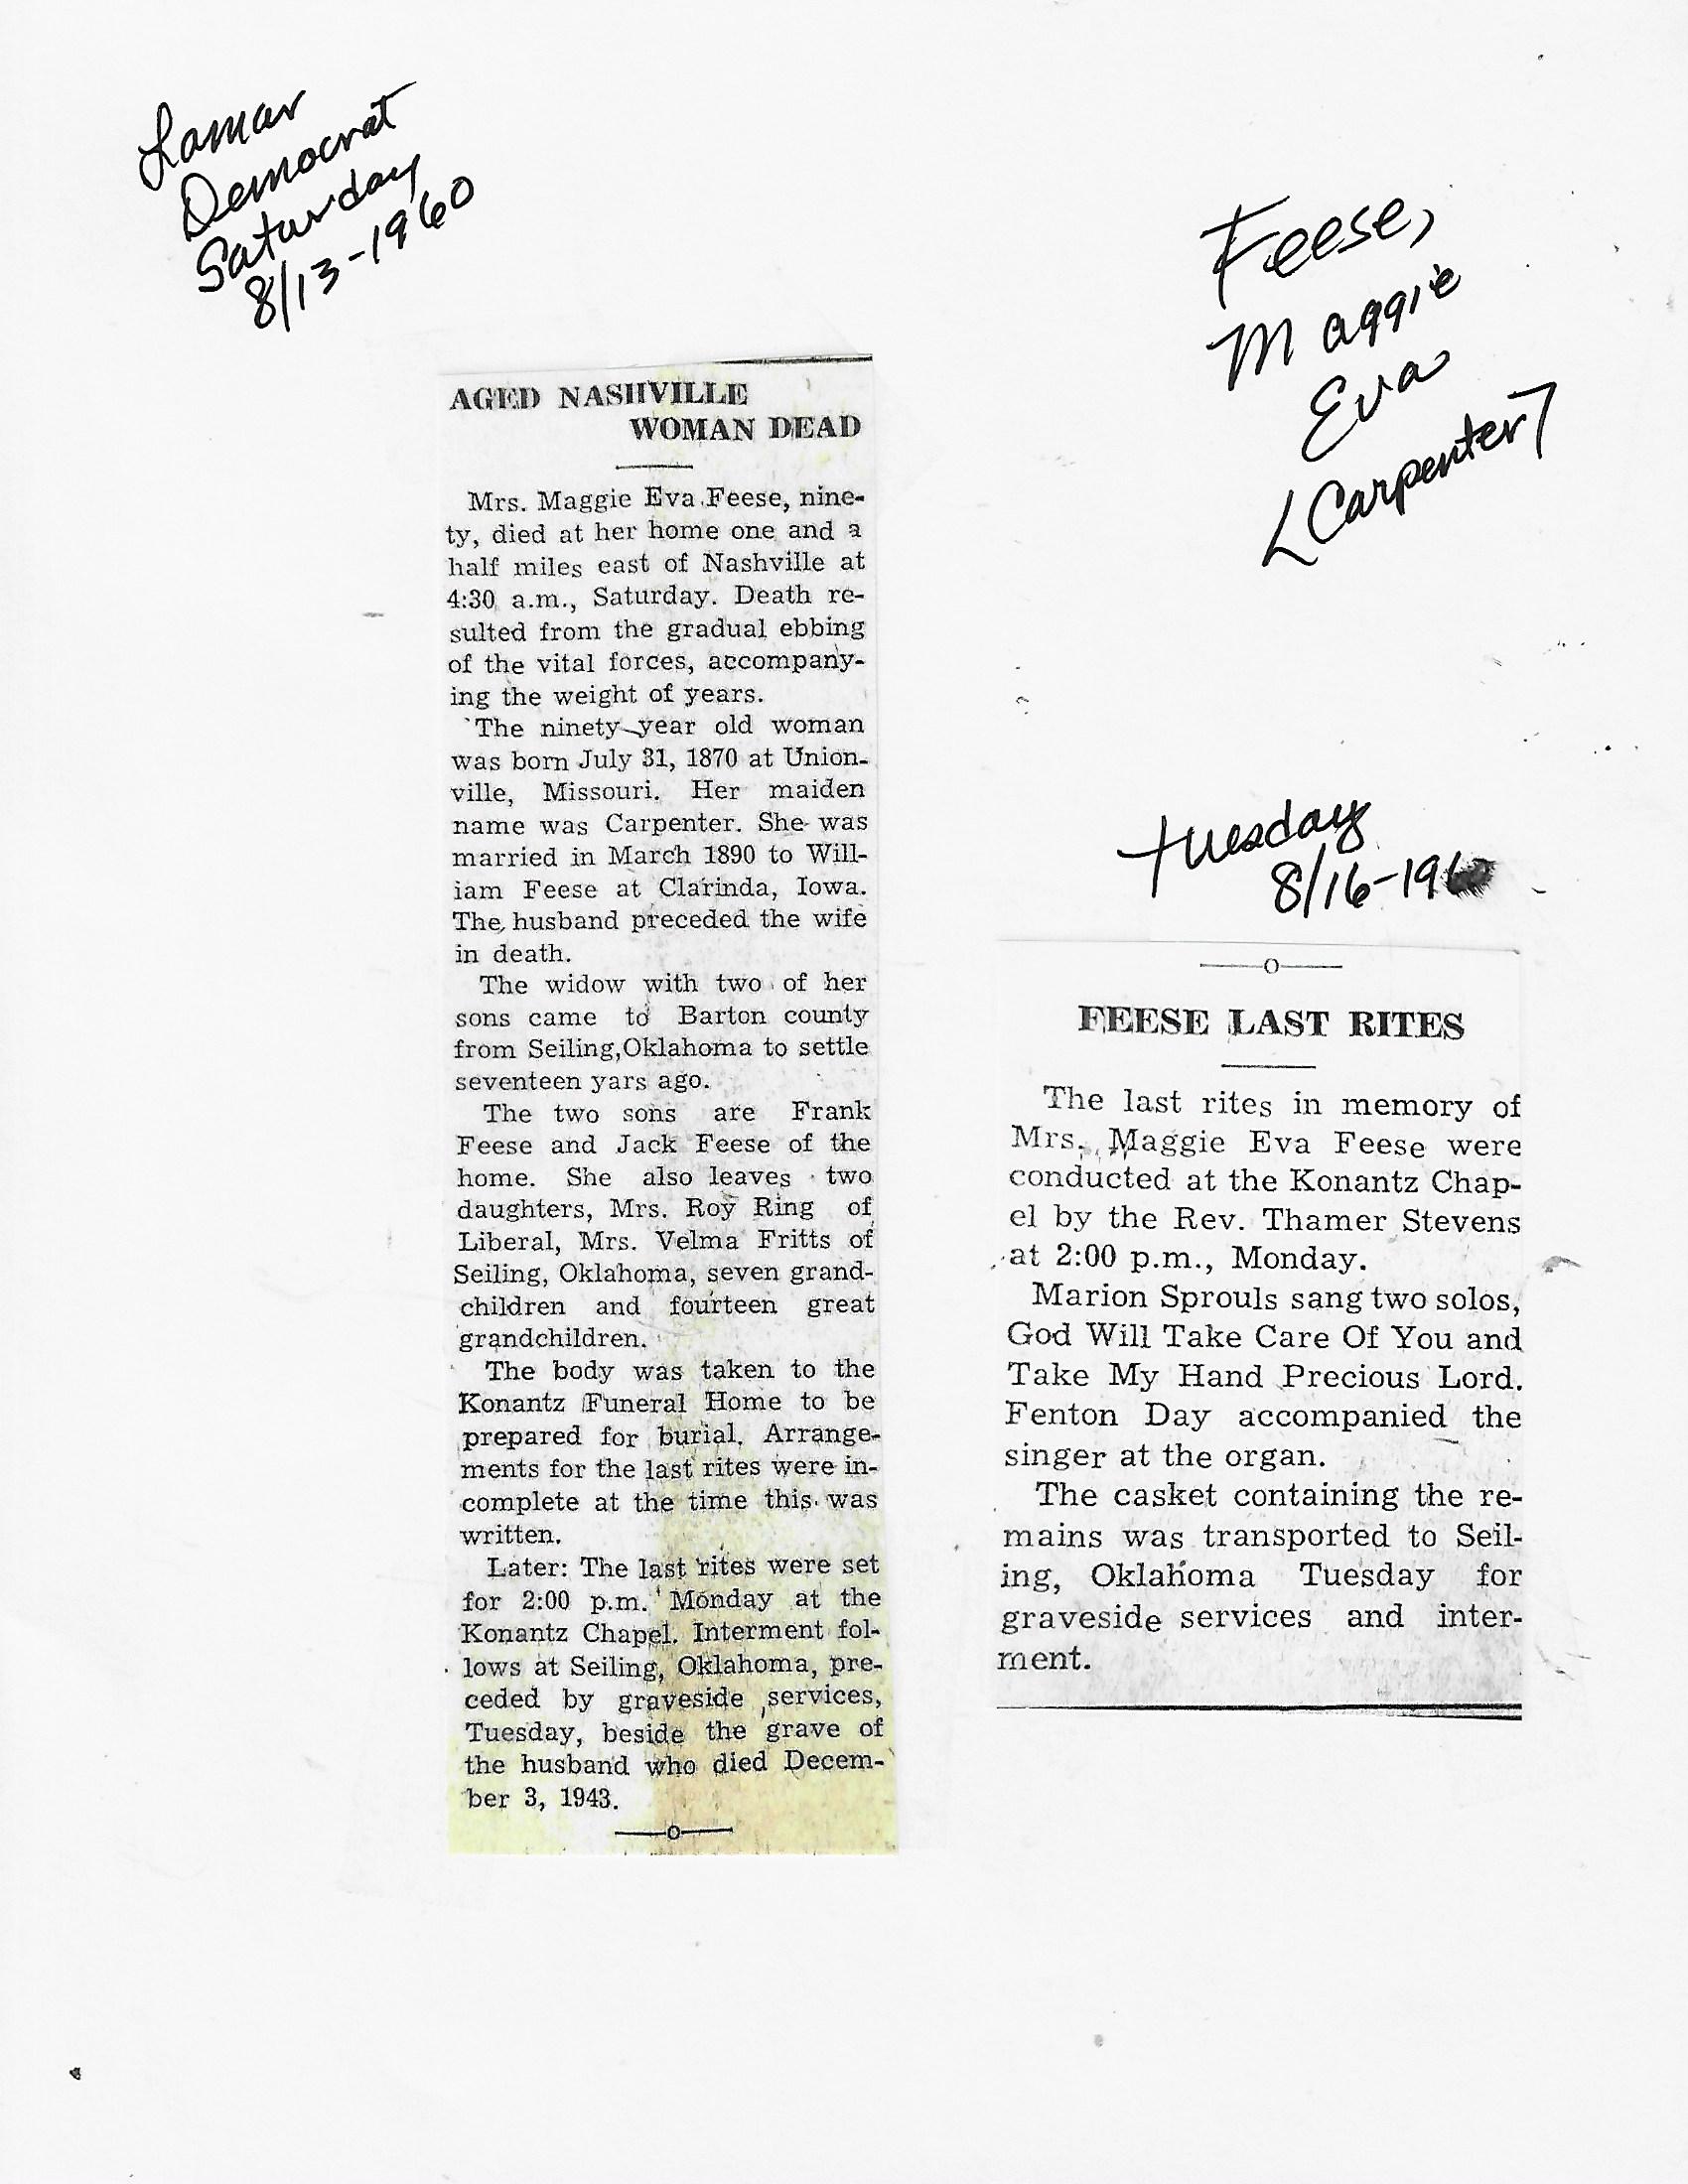 Lamar
Democrat
Saturday
8/13-1960
Feese,
Maggie
Eva
<Carpenter>
AGED NASHVILLE
WOMAN DEAD
Mrs. Maggie Eva Feese, nine-
ty, died at her home one and a
half miles east of Nashville at
4:30 a.m., Saturday. Death re-
sulted from the gradual ebbing
of the vital forces, accompany-
ing the weight of years.
The ninety-year old woman
was born July 31, 1870 at Union-
ville, Missouri. Her maiden
name was Carpenter. She was
married in March 1890 to Will-
iam Feese at Clarinda, Iowa.
The husband preceded the wife
in death.
The widow with two of her
sons came to Barton county
from Seiling,Oklahoma to settle
seventeen yars ago.
The two sons are Frank
Feese and Jack Feese of the
home. She also leaves two
daughters, Mrs. Roy Ring of
Liberal, Mrs. Velma Fritts of
Seiling, Oklahoma, seven grand-
children and fourteen great
grandchildren.
The body was taken to the
Konantz Funeral Home to be
prepared for burial. Arrange-
ments for the last rites were in-
complete at the time this was
written.
Later: The last rites were set
for 2:00 p.m. Monday at the
Konantz Chapel. Interment fol-
lows at Seiling, Oklahoma, pre-
ceded by graveside services,
Tuesday, beside the grave of
the husband who died Decem-
ber 3, 1943.
Tuesday
8/16-1960
FEESE LAST RITES
The last rites in memory of
Mrs. Maggie Eva Feese were
conducted at the Konantz Chap-
el by the Rev. Thamer Stevens
at 2:00 p.m., Monday.
Marion Sprouls sang two solos,
God Will Take Care Of You and
Take My Hand Precious Lord.
Fenton Day accompanied the
singer at the organ.
The casket containing the re-
mains was transported to Seil-
ing, Oklahoma Tuesday for
graveside services and inter-
ment.